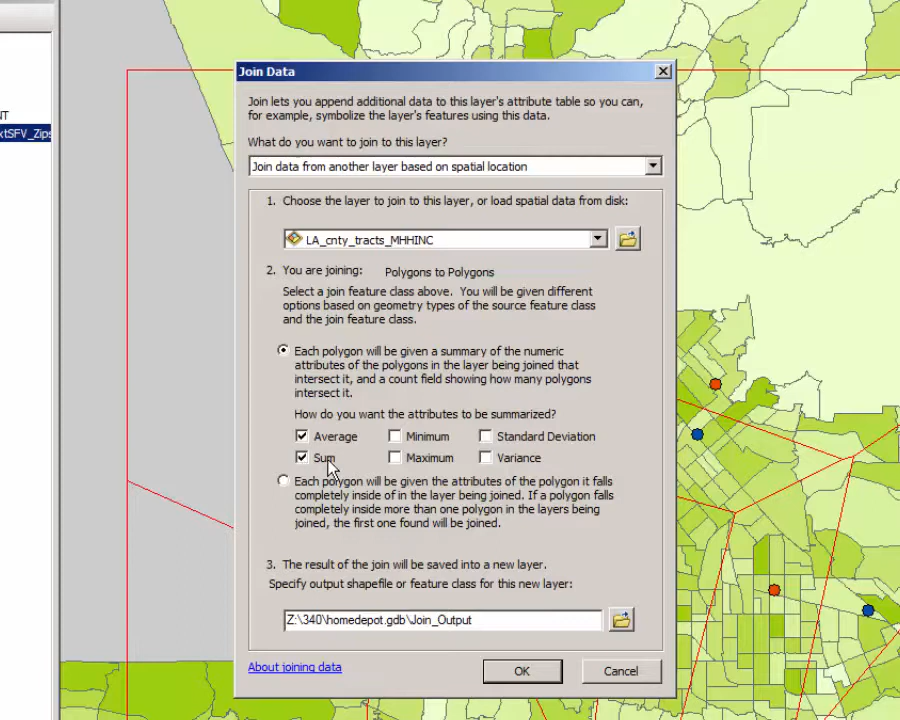 NT
xtSFV_Zips
Join Data
Join lets you append additional data to this layer's attribute table so you can,
for example, symbolize the layer's features using this data.
What do you want to join to this layer?
Join data from another layer based on spatial location
1. Choose the layer to join to this layer, or load spatial data from disk:
LA_cnty_tracts_MHHINC
2. You are joining: Polygons to Polygons
Select a join feature class above. You will be given different
options based on geometry types of the source feature class
and the join feature class.
Each polygon will be given a summary of the numeric
attributes of the polygons in the layer being joined that
intersect it, and a count field showing how many polygons
intersect it.
How do you want the attributes to be summarized?
Average Minimum Standard Deviation
Sum Maximum Variance
Each polygon will be given the attributes of the polygon it falls
completely inside of in the layer being joined. If a polygon falls
completely inside more than one polygon in the layers being
joined, the first one found will be joined.
3. The result of the join will be saved into a new layer.
Specify output shapefile or feature class for this new layer:
Z:\340\homedepot.gdb\Join_Output
About joining data
OK
Cancel